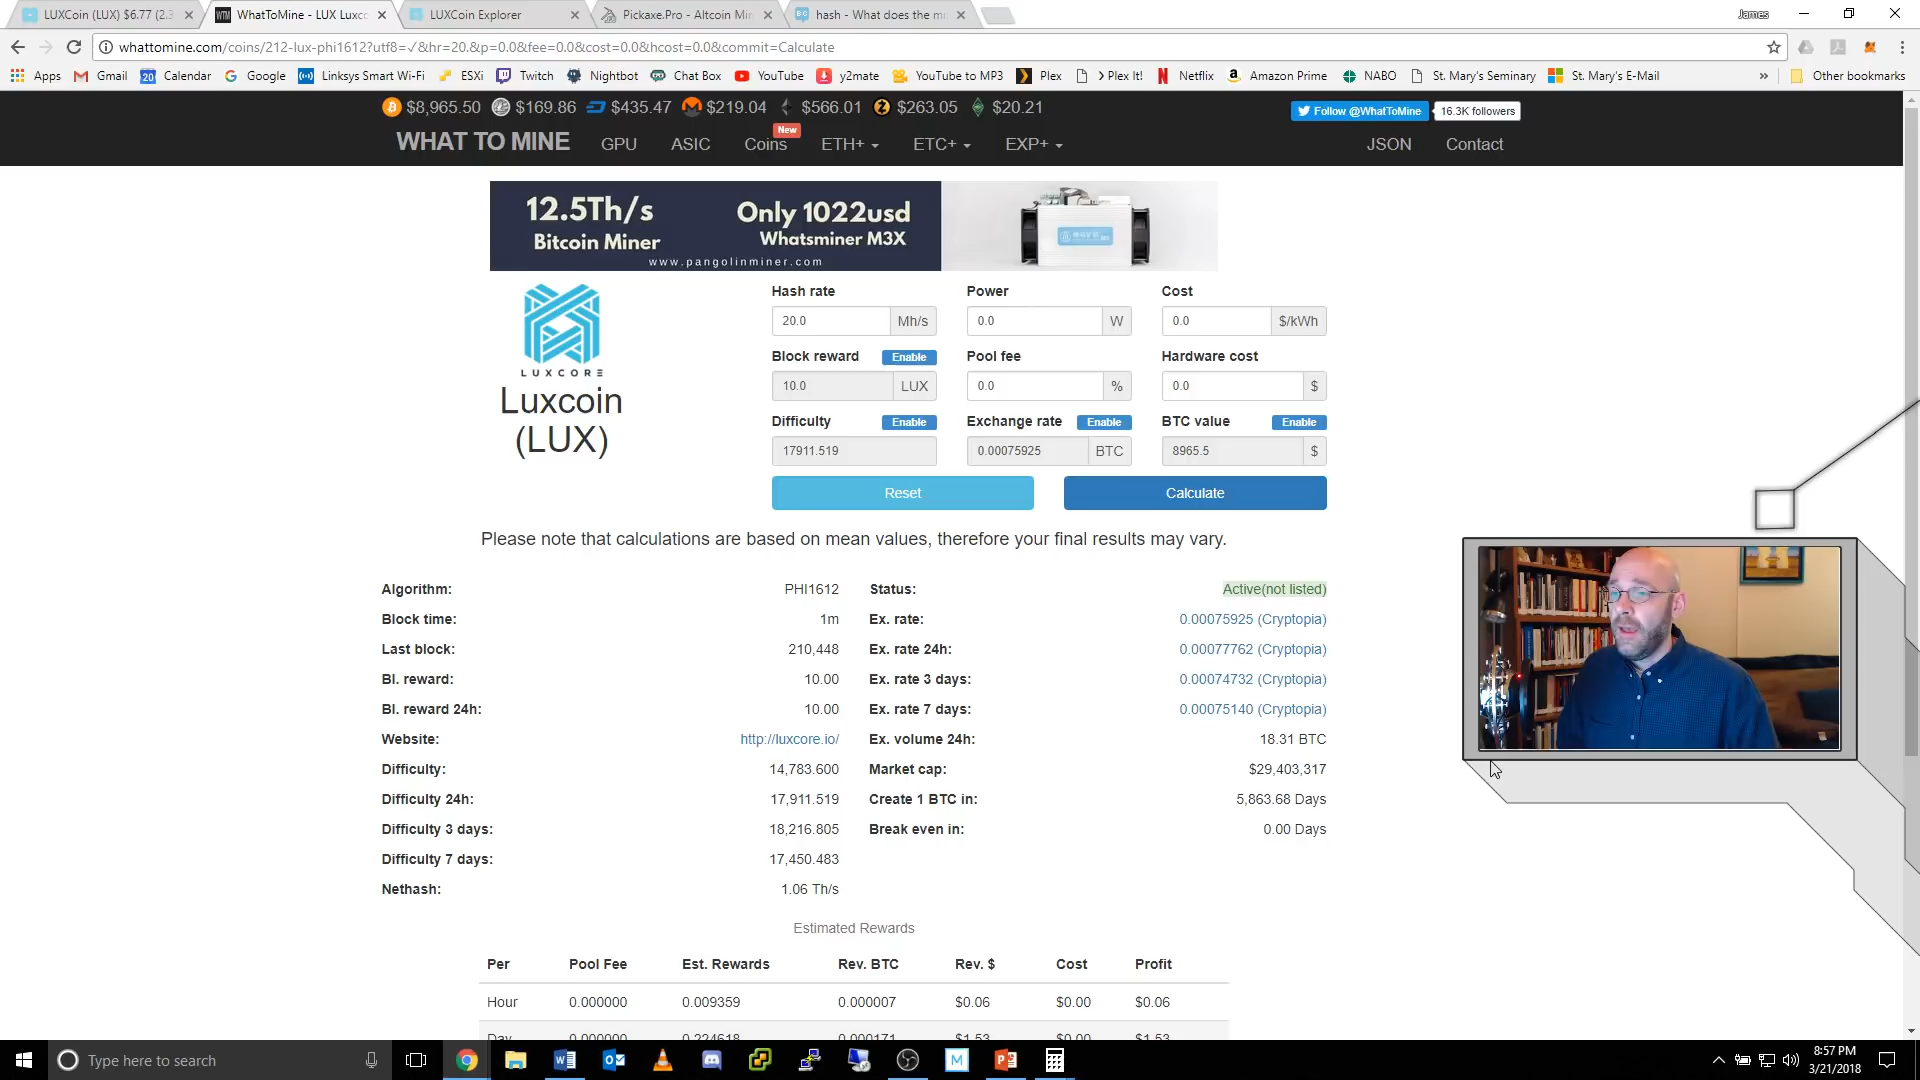 LUXCoin (LUX) $6.77 (2.3
WhatToMine - LUX Luxcc
LUXCoin Explorer
Pickaxe.Pro - Altcoin Min
hash - What does the m
James
whattomine.com/coins/212-lux-phi1612?utf8=✓&hr=20.&p=0.0&fee=0.0&cost=0.0&hcost=0.0&commit=Calculate
Apps Gmail Calendar Google Linksys Smart Wi-Fi ESXi Twitch Nightbot Chat Box YouTube y2mate YouTube to MP3 Plex > Plex It! Netflix Amazon Prime NABO St. Mary's Seminary St. Mary's E-Mail » Other bookmarks
$8,965.50 $169.86 $435.47 $219.04 $566.01 $263.05 $20.21
Follow @WhatToMine 16.3K followers
WHAT TO MINE GPU ASIC Coins New ETH+ ETC+ EXP+ JSON Contact
12.5Th/s Only 1022usd
Bitcoin Miner Whatsminer M3X
www.pangolinminer.com
LUXCORE
Luxcoin
(LUX)
Hash rate Power Cost
20.0 Mh/s 0.0 W 0.0 $/kWh
Block reward Enable Pool fee Hardware cost
10.0 LUX 0.0 % 0.0 $
Difficulty Enable Exchange rate Enable BTC value Enable
17911.519 0.00075925 BTC 8965.5 $
Reset Calculate
Please note that calculations are based on mean values, therefore your final results may vary.
Algorithm: PHI1612 Status: Active(not listed)
Block time: 1m Ex. rate: 0.00075925 (Cryptopia)
Last block: 210,448 Ex. rate 24h: 0.00077762 (Cryptopia)
Bl. reward: 10.00 Ex. rate 3 days: 0.00074732 (Cryptopia)
Bl. reward 24h: 10.00 Ex. rate 7 days: 0.00075140 (Cryptopia)
Website: http://luxcore.io/ Ex. volume 24h: 18.31 BTC
Difficulty: 14,783.600 Market cap: $29,403,317
Difficulty 24h: 17,911.519 Create 1 BTC in: 5,863.68 Days
Difficulty 3 days: 18,216.805 Break even in: 0.00 Days
Difficulty 7 days: 17,450.483
Nethash: 1.06 Th/s
Estimated Rewards
Per Pool Fee Est. Rewards Rev. BTC Rev. $ Cost Profit
Hour 0.000000 0.009359 0.000007 $0.06 $0.00 $0.06
Day 0.000000 0.224618 0.000171 $1.53 $0.00 $1.53
Type here to search
8:57 PM
3/21/2018